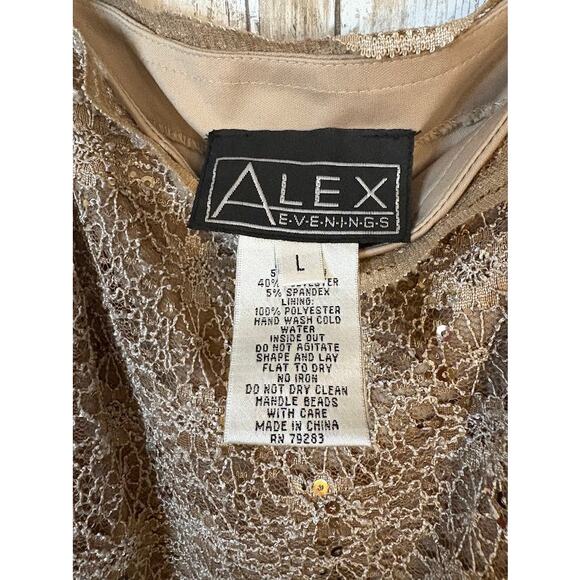 ALEX
E·V·E·N·I·N·G·S
L
5
40% POLYESTER
5% SPANDEX
LINING:
100% POLYESTER
HAND WASH COLD
WATER
INSIDE OUT
DO NOT AGITATE
SHAPE AND LAY
FLAT TO DRY
NO IRON
DO NOT DRY CLEAN
HANDLE BEADS
WITH CARE
MADE IN CHINA
RN 79283